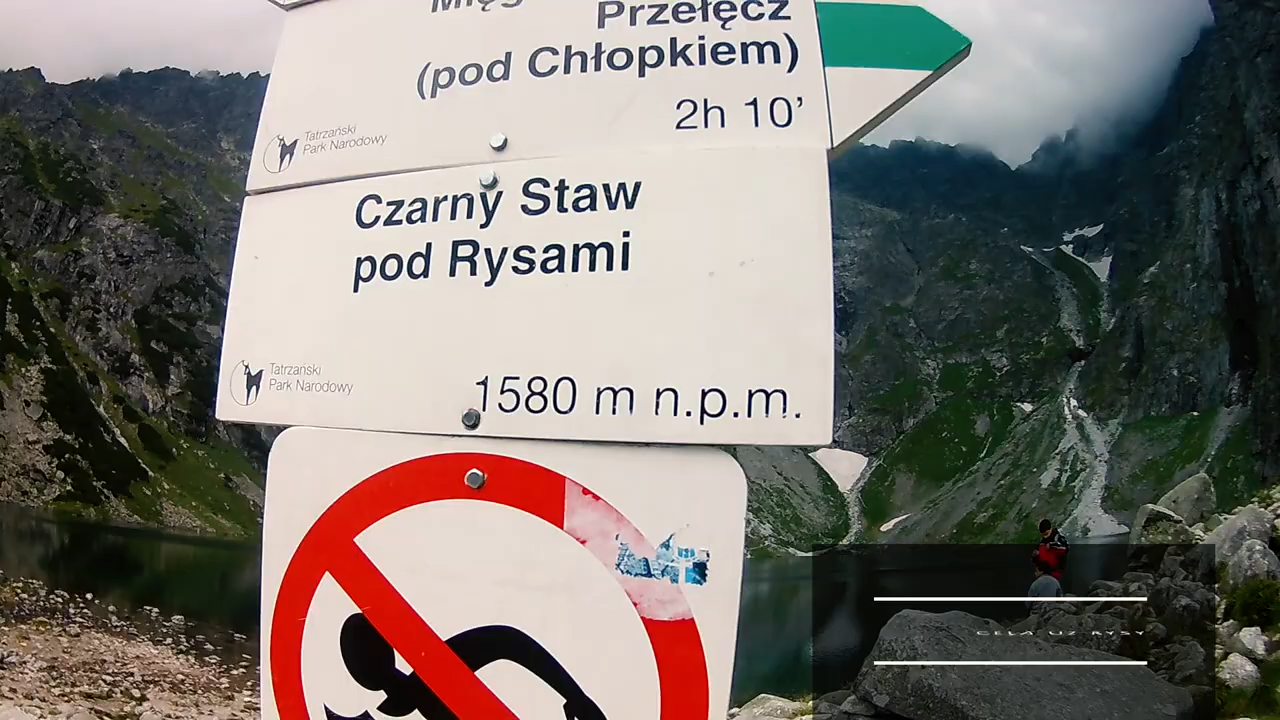 Przełęcz
(pod Chłopkiem)
2h 10’
Tatrzański
Park Narodowy
Czarny Staw
pod Rysami
Tatrzański
Park Narodowy
1580 m n.p.m.